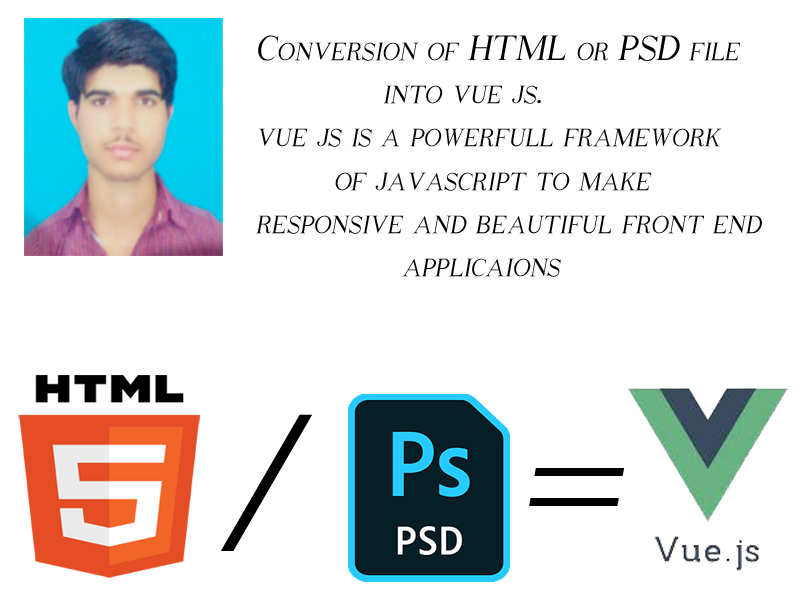 Conversion of HTML or PSD file
into vue js.
vue js is a powerfull framework
of javascript to make
responsive and beautiful front end
applicaions
HTML
5
/
Ps
PSD
=
Vue.js